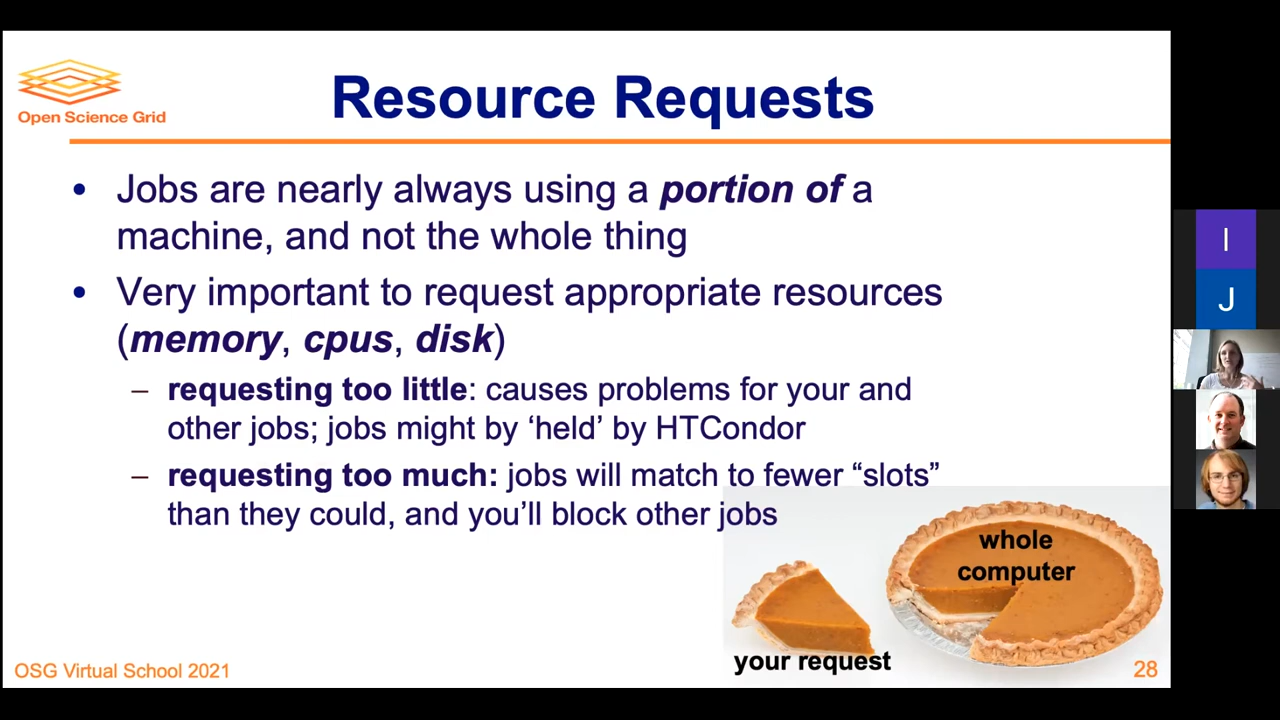 Open Science Grid
Resource Requests
• Jobs are nearly always using a portion of a
machine, and not the whole thing
• Very important to request appropriate resources
(memory, cpus, disk)
– requesting too little: causes problems for your and
other jobs; jobs might by ‘held’ by HTCondor
– requesting too much: jobs will match to fewer “slots”
than they could, and you’ll block other jobs
whole
computer
your request
OSG Virtual School 2021
28
I
J